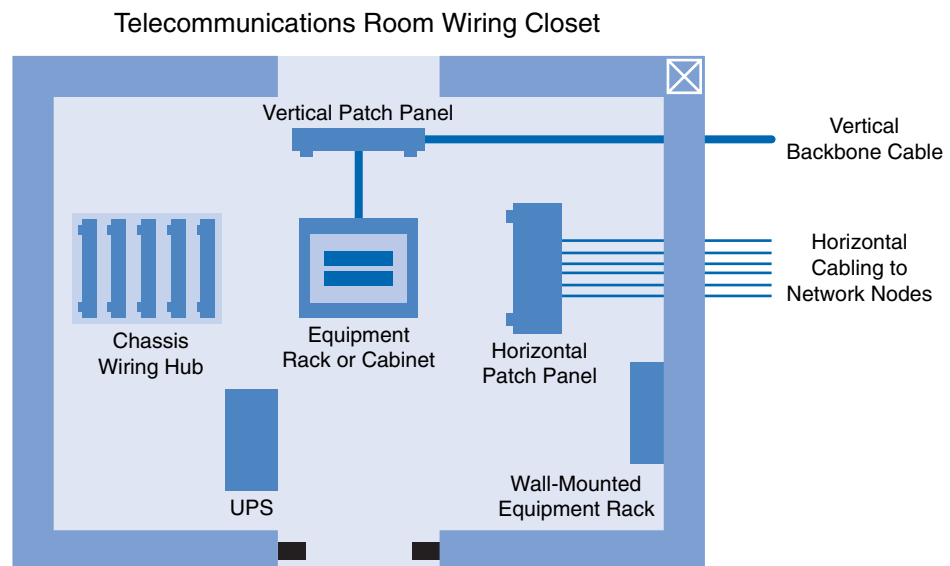 Telecommunications Room Wiring Closet
Vertical Patch Panel
Vertical
Backbone Cable
Horizontal
Cabling to
Network Nodes
Chassis
Wiring Hub
Equipment
Rack or Cabinet
Horizontal
Patch Panel
UPS
Wall-Mounted
Equipment Rack